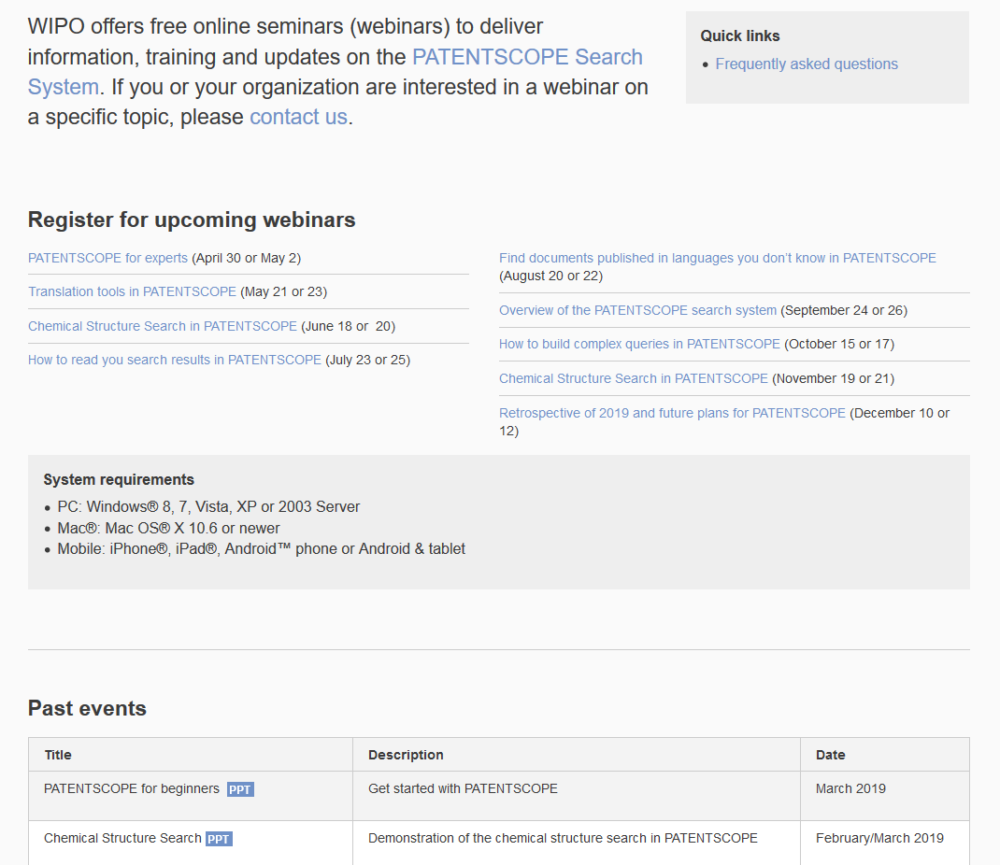 WIPO offers free online seminars (webinars) to deliver
information, training and updates on the PATENTSCOPE Search
System. If you or your organization are interested in a webinar on
a specific topic, please contact us.
Quick links
• Frequently asked questions
Register for upcoming webinars
PATENTSCOPE for experts (April 30 or May 2)
Translation tools in PATENTSCOPE (May 21 or 23)
Chemical Structure Search in PATENTSCOPE (June 18 or  20)
How to read you search results in PATENTSCOPE (July 23 or 25)
Find documents published in languages you don’t know in PATENTSCOPE
(August 20 or 22)
Overview of the PATENTSCOPE search system (September 24 or 26)
How to build complex queries in PATENTSCOPE (October 15 or 17)
Chemical Structure Search in PATENTSCOPE (November 19 or 21)
Retrospective of 2019 and future plans for PATENTSCOPE (December 10 or
12)
System requirements
• PC: Windows® 8, 7, Vista, XP or 2003 Server
• Mac®: Mac OS® X 10.6 or newer
• Mobile: iPhone®, iPad®, Android™ phone or Android & tablet
Past events
Title Description Date
PATENTSCOPE for beginners PPT Get started with PATENTSCOPE March 2019
Chemical Structure Search PPT Demonstration of the chemical structure search in PATENTSCOPE February/March 2019